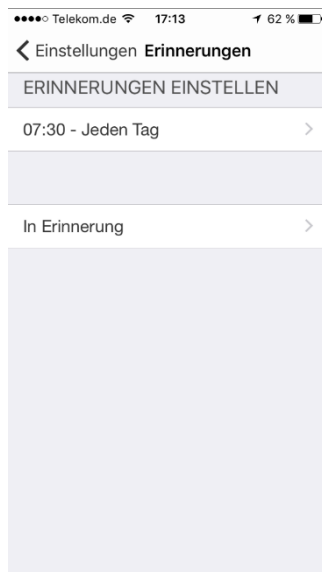 Telekom.de 17:13 62 %
Einstellungen Erinnerungen
ERINNERUNGEN EINSTELLEN
07:30 - Jeden Tag
In Erinnerung